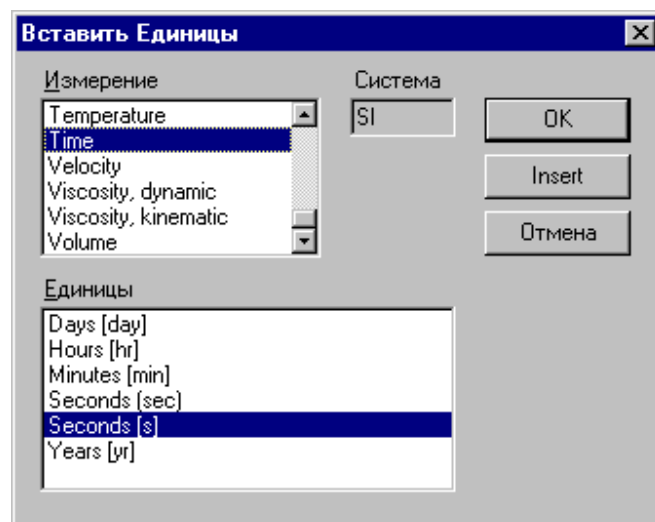 Вставить Единицы
Измерение
Система
Temperature
Time
Velocity
Viscosity, dynamic
Viscosity, kinematic
Volume
SI
OK
Insert
Отмена
Единицы
Days [day]
Hours [hr]
Minutes [min]
Seconds (sec)
Seconds [s]
Years [yr]